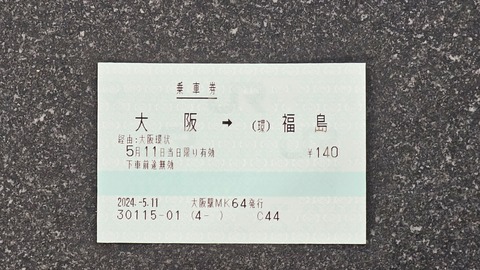 乗車券
大阪 → (環) 福島
経由:大阪環状
5月11日当日限り有効 ¥140
下車前途無効
2024.-5.11 大阪駅MK64発行
30115-01 (4- ) C44